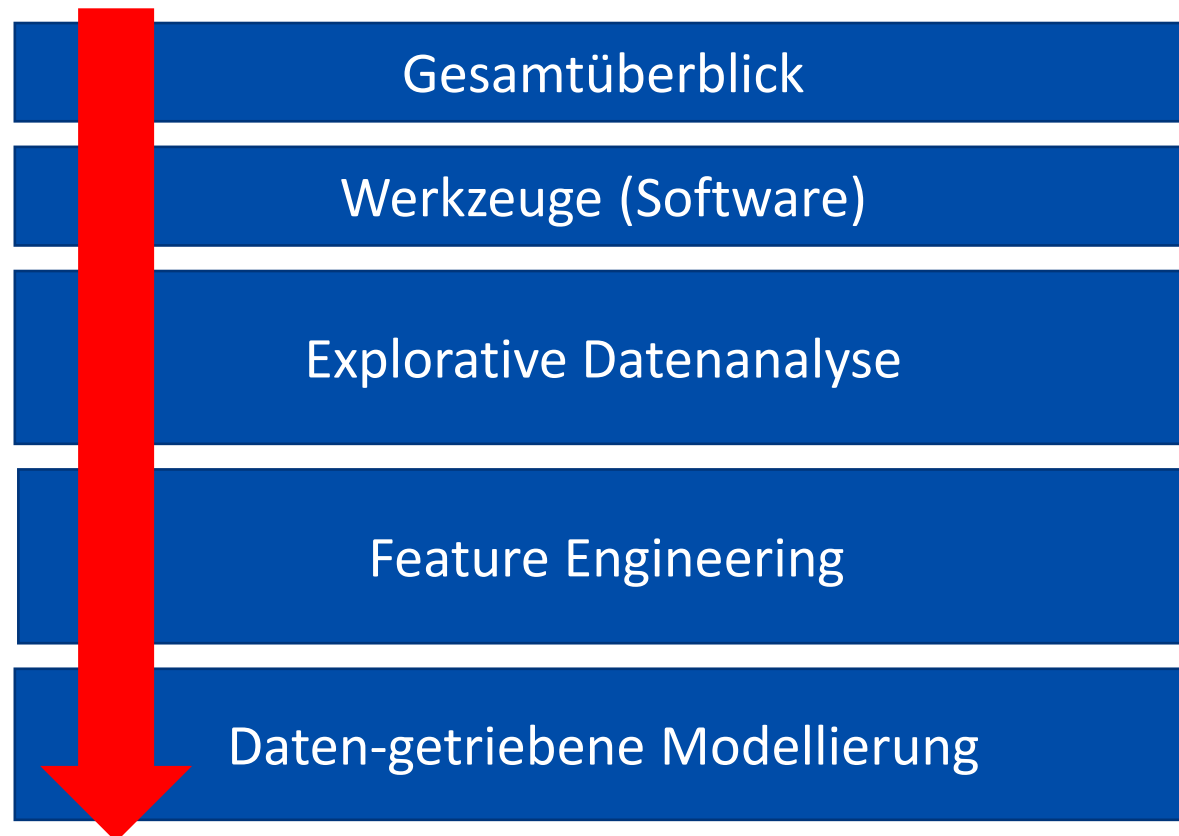 Gesamtüberblick
Werkzeuge (Software)
Explorative Datenanalyse
Feature Engineering
Daten-getriebene Modellierung